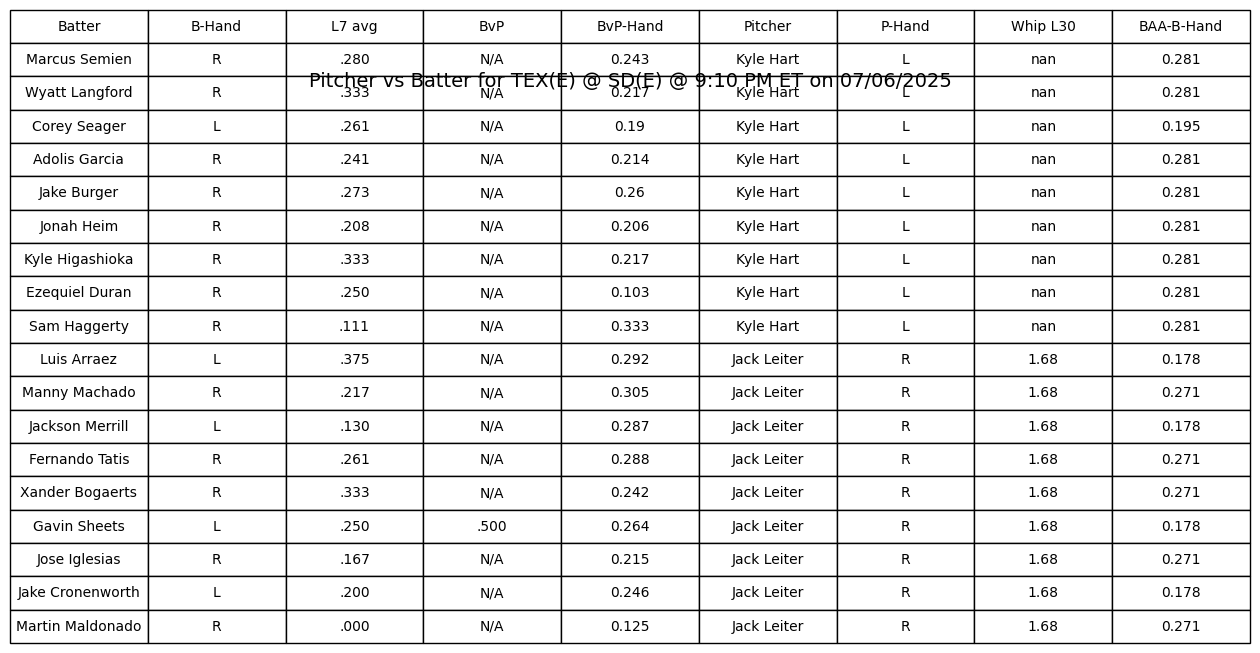 Batter B-Hand L7 avg BvP BvP-Hand Pitcher P-Hand Whip L30 BAA-B-Hand
Marcus Semien R .280 N/A 0.243 Kyle Hart L nan 0.281
Pitcher vs Batter for TEX(E) @ SD(E) @ 9:10 PM ET on 07/06/2025
Wyatt Langford R .333 N/A 0.217 Kyle Hart L nan 0.281
Corey Seager L .261 N/A 0.19 Kyle Hart L nan 0.195
Adolis Garcia R .241 N/A 0.214 Kyle Hart L nan 0.281
Jake Burger R .273 N/A 0.26 Kyle Hart L nan 0.281
Jonah Heim R .208 N/A 0.206 Kyle Hart L nan 0.281
Kyle Higashioka R .333 N/A 0.217 Kyle Hart L nan 0.281
Ezequiel Duran R .250 N/A 0.103 Kyle Hart L nan 0.281
Sam Haggerty R .111 N/A 0.333 Kyle Hart L nan 0.281
Luis Arraez L .375 N/A 0.292 Jack Leiter R 1.68 0.178
Manny Machado R .217 N/A 0.305 Jack Leiter R 1.68 0.271
Jackson Merrill L .130 N/A 0.287 Jack Leiter R 1.68 0.178
Fernando Tatis R .261 N/A 0.288 Jack Leiter R 1.68 0.271
Xander Bogaerts R .333 N/A 0.242 Jack Leiter R 1.68 0.271
Gavin Sheets L .250 .500 0.264 Jack Leiter R 1.68 0.178
Jose Iglesias R .167 N/A 0.215 Jack Leiter R 1.68 0.271
Jake Cronenworth L .200 N/A 0.246 Jack Leiter R 1.68 0.178
Martin Maldonado R .000 N/A 0.125 Jack Leiter R 1.68 0.271